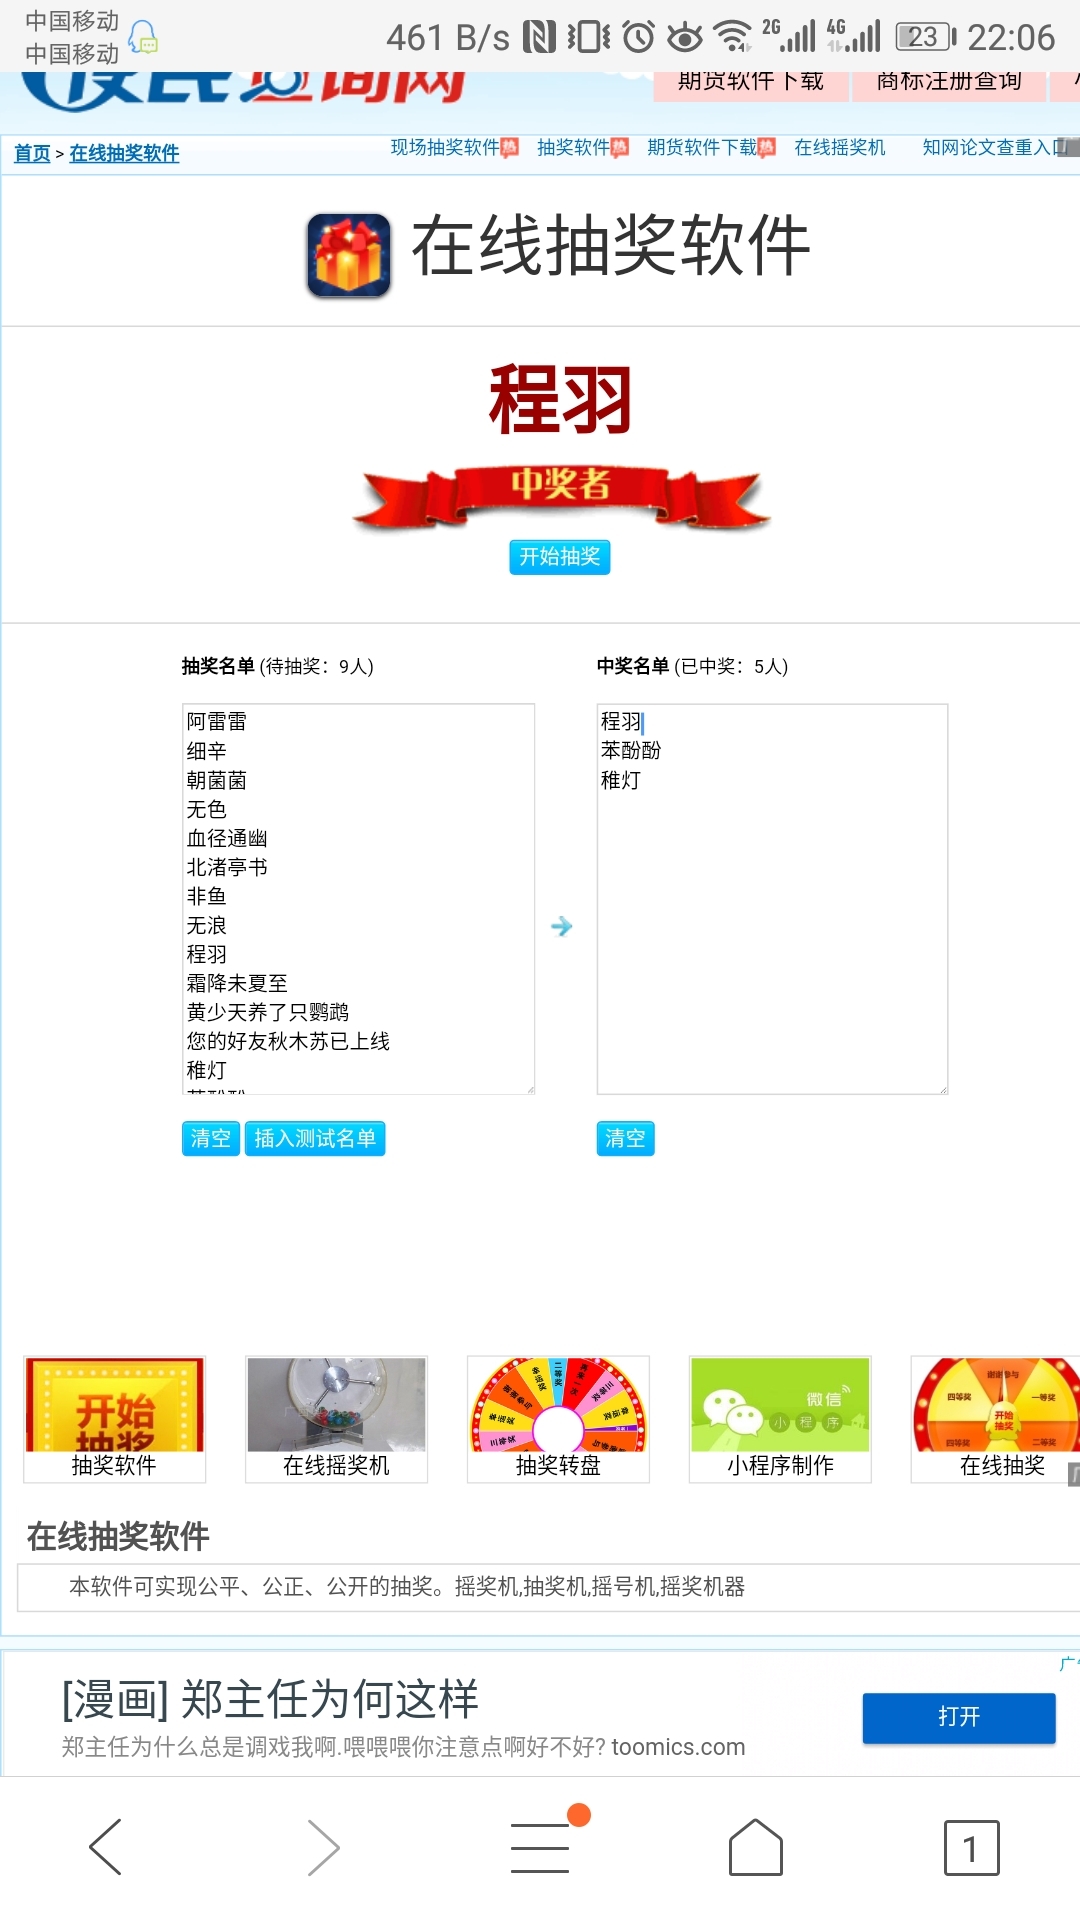 中国移动
中国移动
461 B/s 2G 4G 23 22:06
便民查询网
期货软件下载 商标注册查询
首页 > 在线抽奖软件
现场抽奖软件热 抽奖软件热 期货软件下载热 在线摇奖机 知网论文查重入口
在线抽奖软件
程羽
中奖者
开始抽奖
抽奖名单 (待抽奖：9人)
阿雷雷
细辛
朝菌菌
无色
血径通幽
北渚亭书
非鱼
无浪
程羽
霜降未夏至
黄少天养了只鹦鹉
您的好友秋木苏已上线
稚灯
清空 插入测试名单
中奖名单 (已中奖：5人)
程羽
苯酚酚
稚灯
清空
开始
抽奖
抽奖软件
在线摇奖机
抽奖转盘
微信
小程序
小程序制作
谢谢参与
四等奖 一等奖
开始
抽奖
四等奖 二等奖
在线抽奖
在线抽奖软件
本软件可实现公平、公正、公开的抽奖。摇奖机,抽奖机,摇号机,摇奖机器
[漫画] 郑主任为何这样
郑主任为什么总是调戏我啊.喂喂喂你注意点啊好不好? toomics.com
打开
1